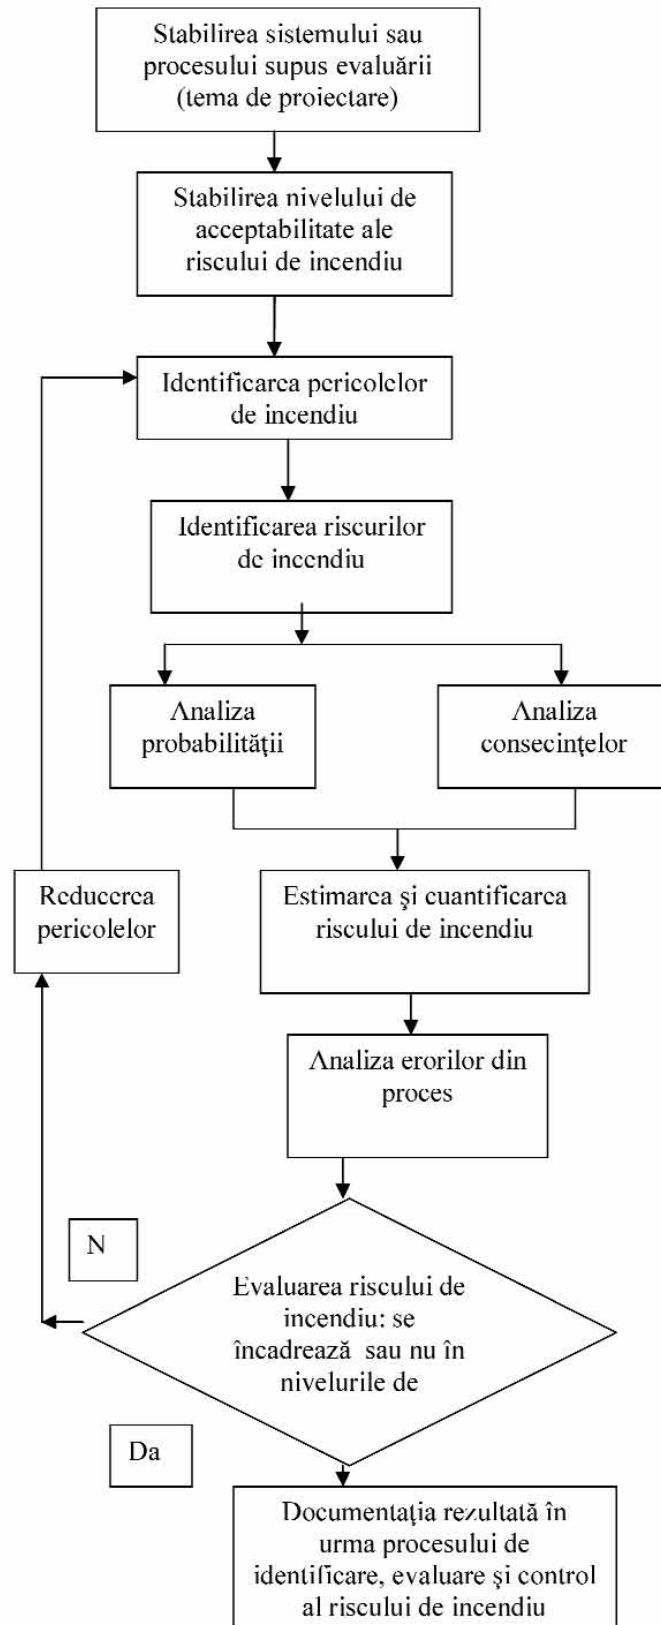 Stabilirea sistemului sau
procesului supus evaluării
(tema de proiectare)
Stabilirea nivelului de
acceptabilitate ale
riscului de incendiu
Identificarea pericolelor
de incendiu
Identificarea riscurilor
de incendiu
Analiza
probabilităţii
Analiza
consecinţelor
Reducerea
pericolelor
Estimarea şi cuantificarea
riscului de incendiu
Analiza erorilor din
proces
N
Evaluarea riscului de
incendiu: se
încadrează sau nu în
nivelurile de
Da
Documentaţia rezultată în
urma procesului de
identificare, evaluare şi control
al riscului de incendiu